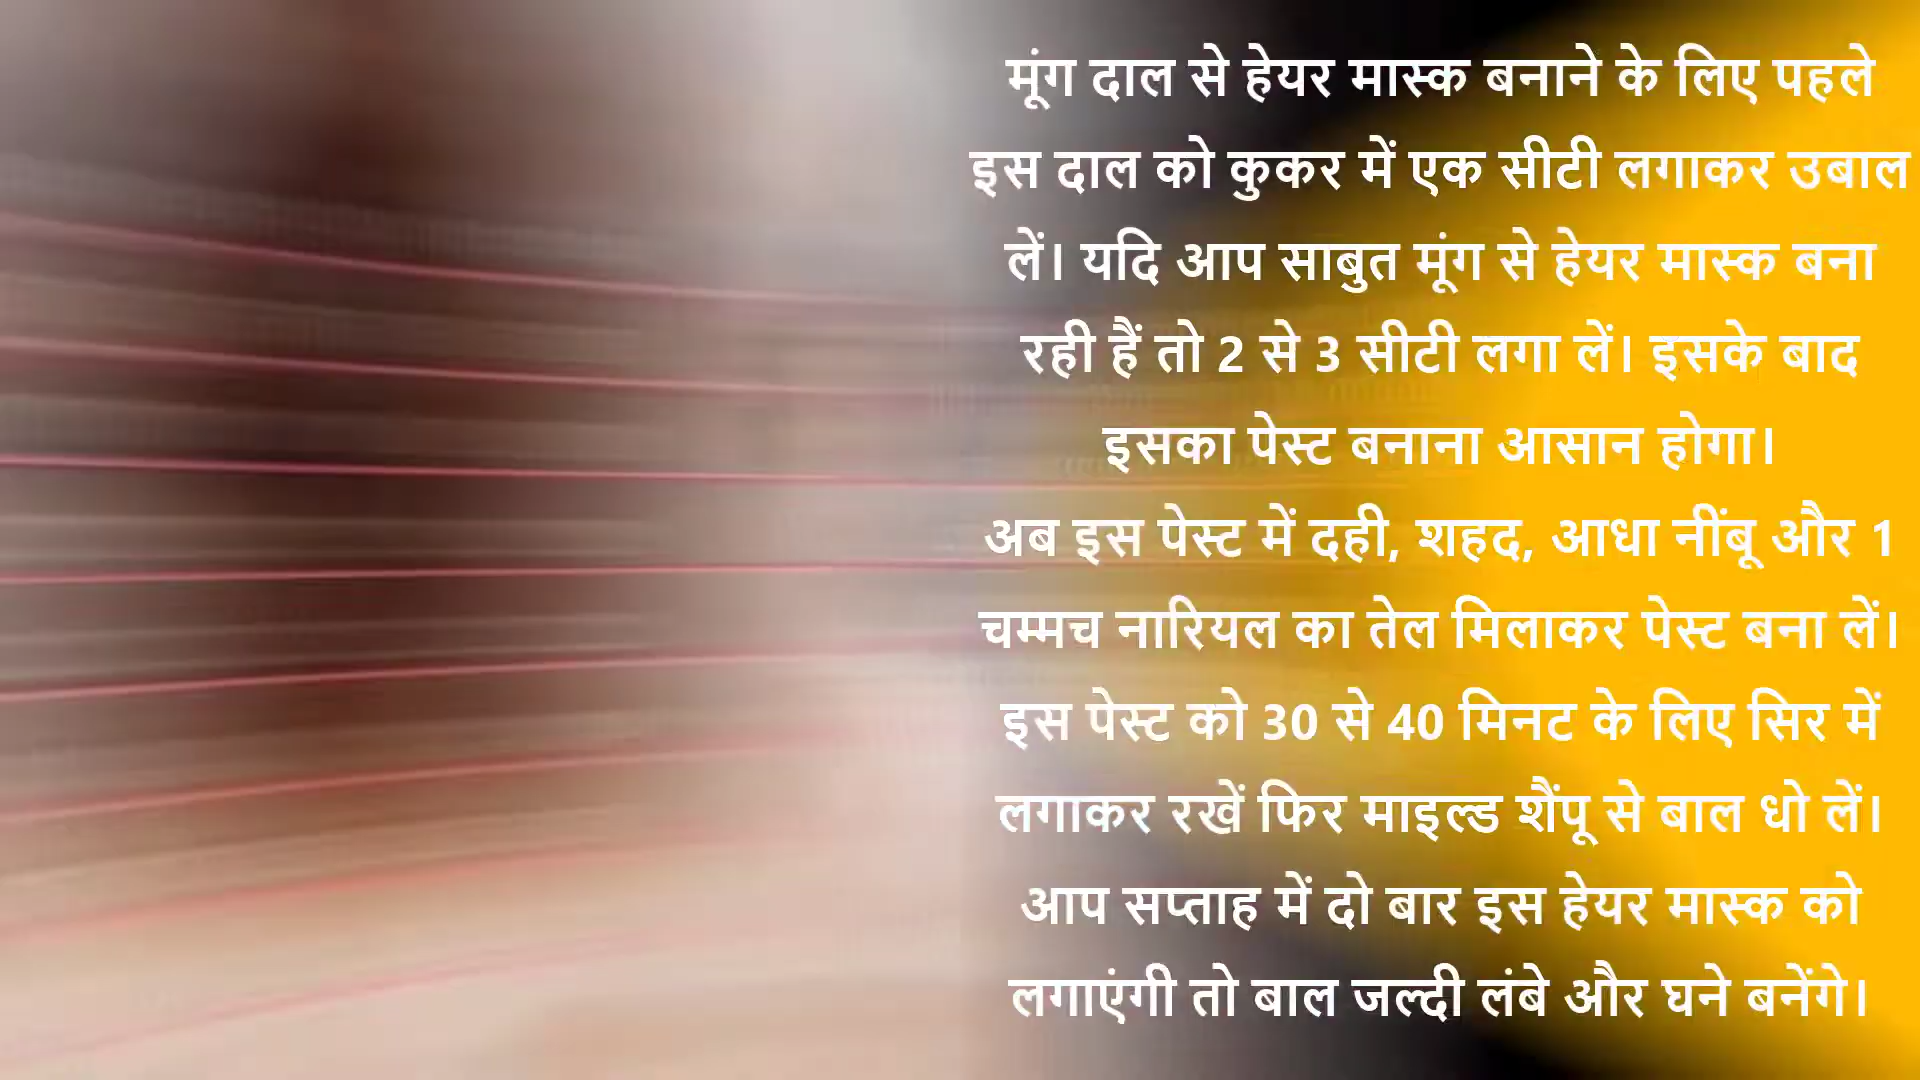 मूंग दाल से हेयर मास्क बनाने के लिए पहले
इस दाल को कुकर में एक सीटी लगाकर उबाल
लें। यदि आप साबुत मूंग से हेयर मास्क बना
रही हैं तो 2 से 3 सीटी लगा लें। इसके बाद
इसका पेस्ट बनाना आसान होगा।
अब इस पेस्ट में दही, शहद, आधा नींबू और 1
चम्मच नारियल का तेल मिलाकर पेस्ट बना लें।
इस पेस्ट को 30 से 40 मिनट के लिए सिर में
लगाकर रखें फिर माइल्ड शैंपू से बाल धो लें।
आप सप्ताह में दो बार इस हेयर मास्क को
लगाएंगी तो बाल जल्दी लंबे और घने बनेंगे।